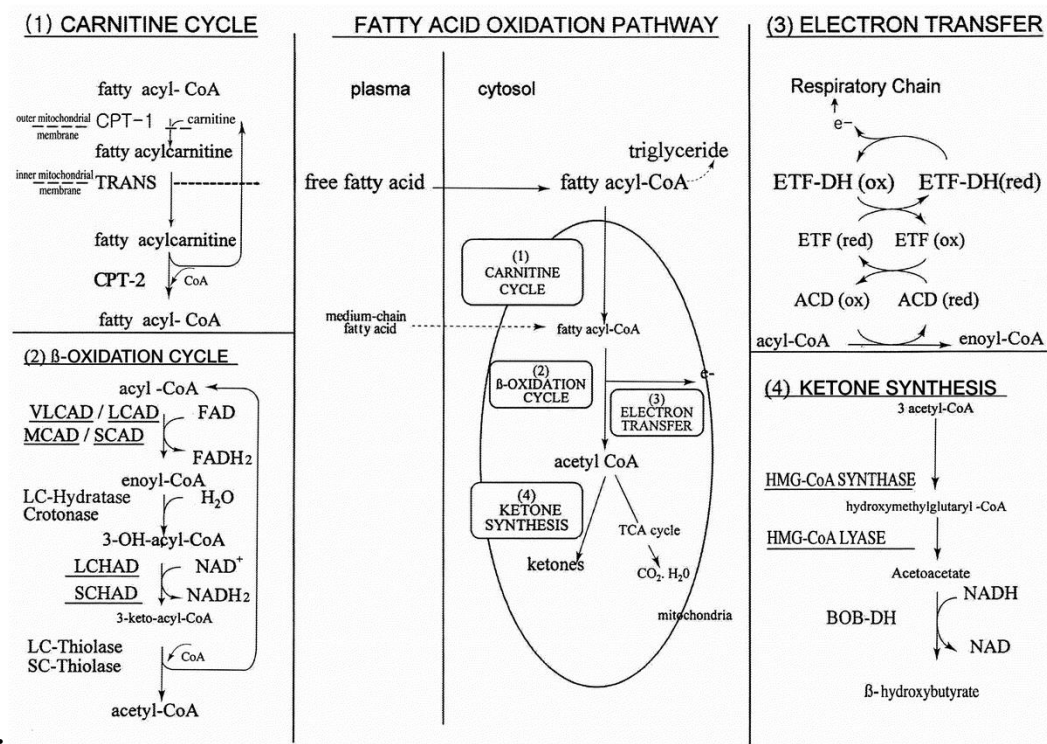 (1) CARNITINE CYCLE
fatty acyl- CoA
outer mitochondrial
membrane
CPT-1
carnitine
fatty acylcarnitine
inner mitochondrial
membrane
TRANS
fatty acylcarnitine
CPT-2
CoA
fatty acyl- CoA
(2) ß-OXIDATION CYCLE
acyl -CoA
VLCAD / LCAD
MCAD / SCAD
FAD
FADH2
enoyl-CoA
LC-Hydratase
Crotonase
H2O
3-OH-acyl-CoA
LCHAD
NAD+
SCHAD
NADH2
3-keto-acyl-CoA
LC-Thiolase
SC-Thiolase
CoA
acetyl-CoA
FATTY ACID OXIDATION PATHWAY
plasma
cytosol
triglyceride
free fatty acid
fatty acyl-CoA
(1)
CARNITINE
CYCLE
medium-chain
fatty acid
fatty acyl-CoA
(2)
ß-OXIDATION
CYCLE
e-
(3)
ELECTRON
TRANSFER
acetyl CoA
(4)
KETONE
SYNTHESIS
TCA cycle
ketones
CO2. H20
mitochondria
(3) ELECTRON TRANSFER
Respiratory Chain
e-
ETF-DH (ox) ETF-DH(red)
ETF (red) ETF (ox)
ACD (ox) ACD (red)
acyl-CoA enoyl-CoA
(4) KETONE SYNTHESIS
3 acetyl-CoA
HMG-CoA SYNTHASE
hydroxymethylglutaryl -CoA
HMG-CoA LYASE
Acetoacetate
NADH
BOB-DH
NAD
ß-hydroxybutyrate